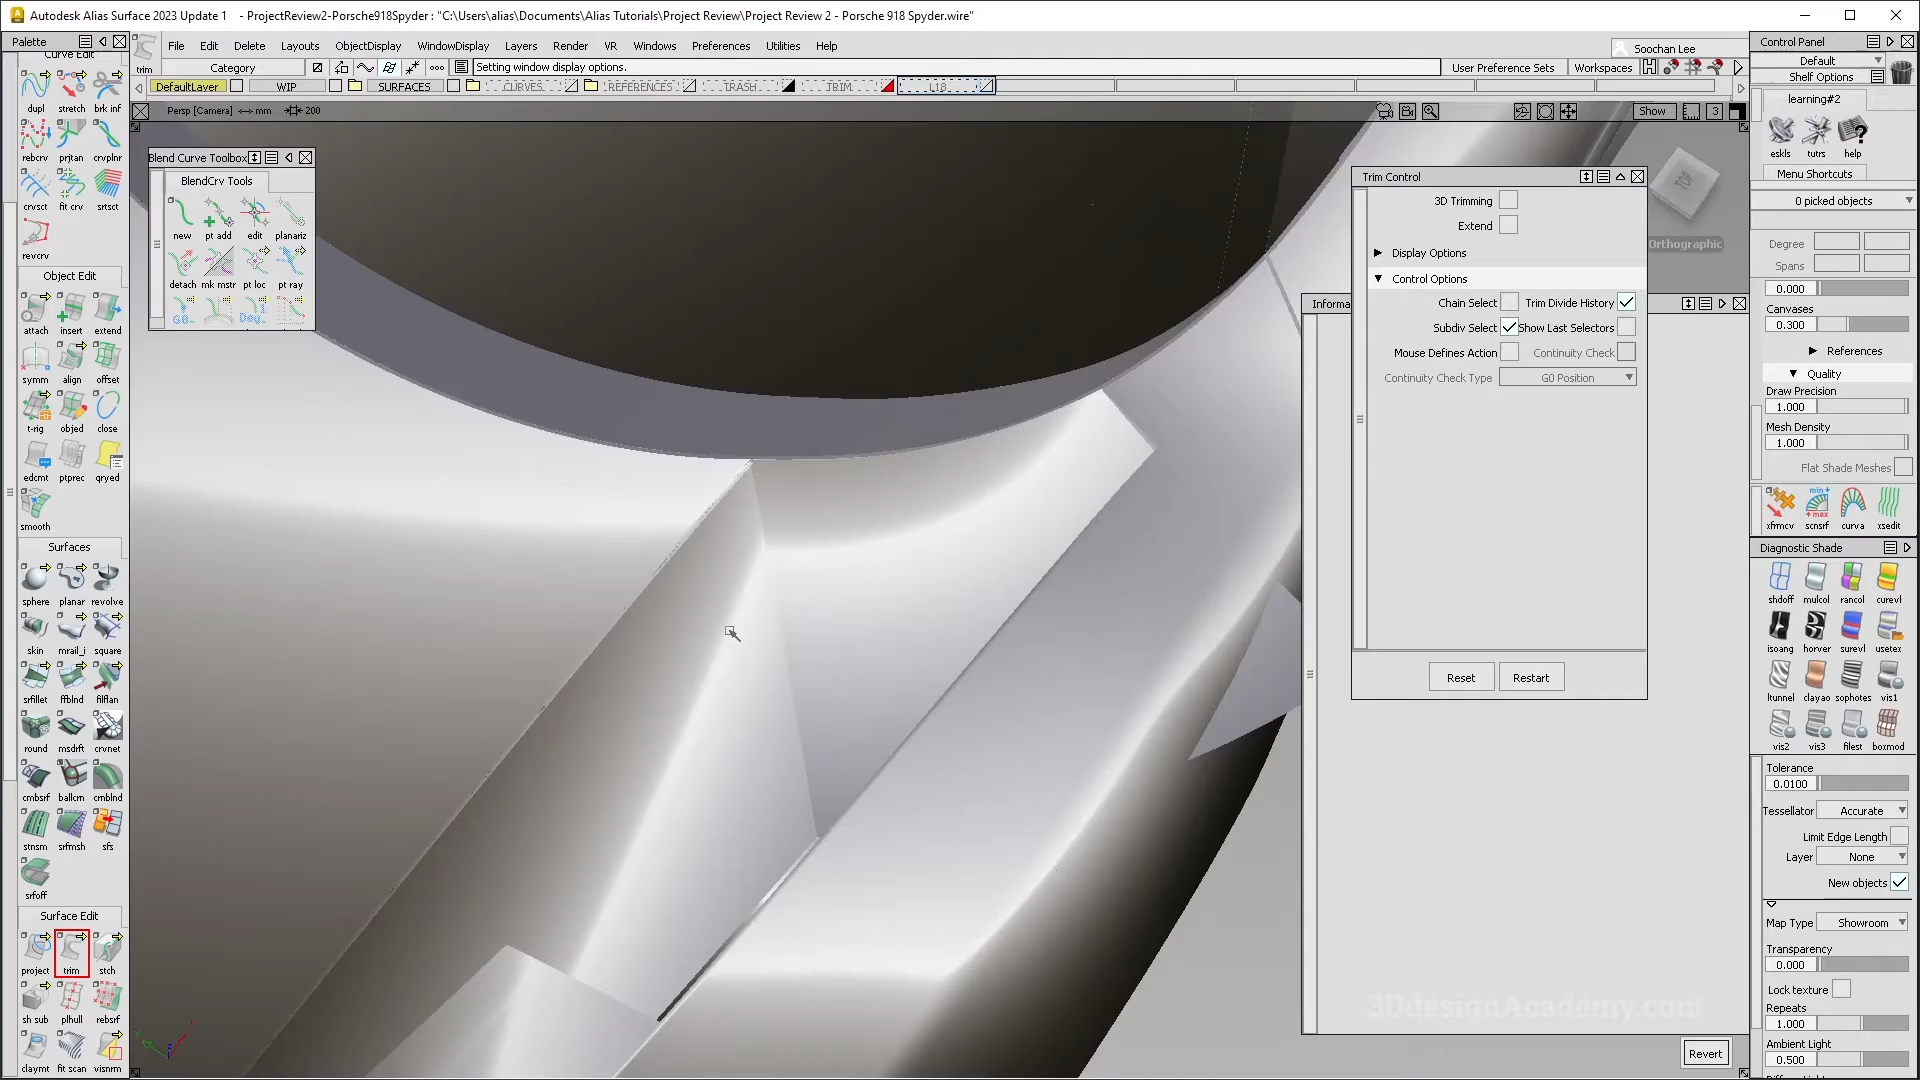 Autodesk Alias Surface 2023 Update 1 - ProjectReview2-Porsche918Spyder : "C:\Users\alias\Documents\Alias Tutorials\Project Review\Project Review 2 - Porsche 918 Spyder.wire"
Palette
File Edit Delete Layouts ObjectDisplay WindowDisplay Layers Render VR Windows Preferences Utilities Help
Soochan Lee
Control Panel
trim
Category
Setting window display options.
User Preference Sets
Workspaces
Default
Shelf Options
DefaultLayer WIP SURFACES CURVES REFERENCES TRASH TRIM L18
Persp [Camera] mm 200
Show
3
learning#2
eskls tutrs help
Menu Shortcuts
0 picked objects
Degree
Spans
0.000
Canvases
0.300
References
Quality
Draw Precision
1.000
Mesh Density
1.000
Flat Shade Meshes
xfrmcv scnsrf curva xsedit
min
max
Diagnostic Shade
shdoff mulcol rancol curevl
isoang horver surevl usetex
ltunnel clayao sophotes vis1
vis2 vis3 filest boxmod
Tolerance
0.0100
Tessellator Accurate
Limit Edge Length
Layer None
New objects
Map Type Showroom
Transparency
0.000
Lock texture
Repeats
1.000
Ambient Light
0.500
Curve Edit
dupl stretch brk inf
rebcrv prjtan crvplnr
crvsct fit crv srtsct
revcrv
Object Edit
attach insert extend
symm align offset
t-rig objed close
edcmt ptprec qryed
smooth
Surfaces
sphere planar revolve
skin mrail_i square
srfillet ffblnd filflan
round msdrft crvnet
cmbsrf ballcrn crnblnd
stnsm srfmsh sfs
srfoff
Surface Edit
project trim stch
sh sub plhull rebsrf
claymt fit scan visnrm
Blend Curve Toolbox
BlendCrv Tools
new pt add edit planariz
detach mk mstr pt loc pt ray
G0.. Deg..
Trim Control
3D Trimming
Extend
Display Options
Control Options
Chain Select Trim Divide History
Subdiv Select Show Last Selectors
Mouse Defines Action Continuity Check
Continuity Check Type G0 Position
Reset Restart
Informa
TOP
Orthographic
3DdesignAcademy.com
Revert